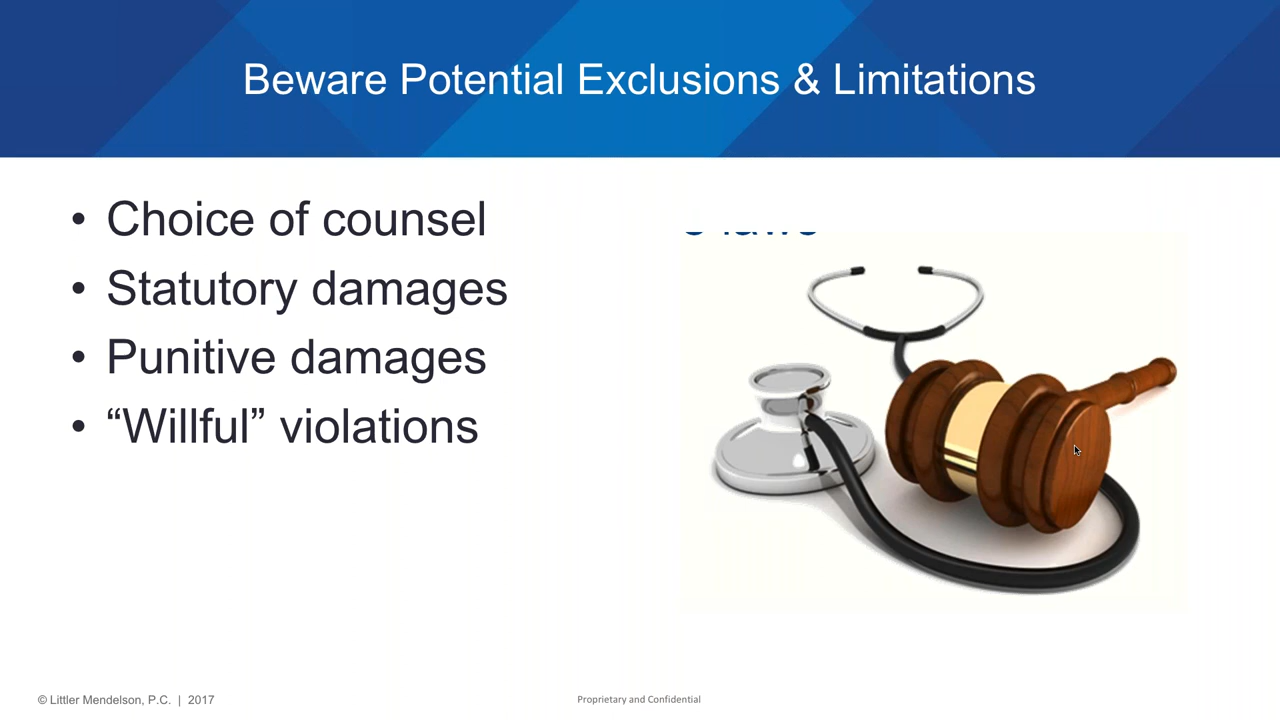 Beware Potential Exclusions & Limitations
• Choice of counsel
• Statutory damages
• Punitive damages
• “Willful” violations
© Littler Mendelson, P.C. | 2017
Proprietary and Confidential